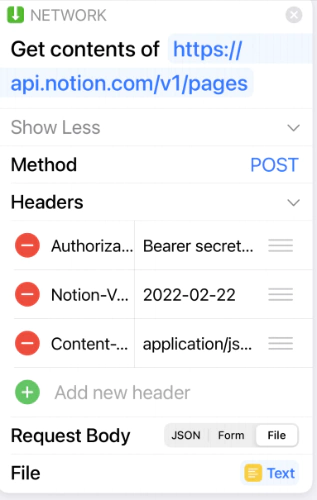 NETWORK
Get contents of https://
api.notion.com/v1/pages
Show Less
Method POST
Headers
Authoriza... Bearer secret...
Notion-V... 2022-02-22
Content-... application/js...
Add new header
Request Body JSON Form File
File Text